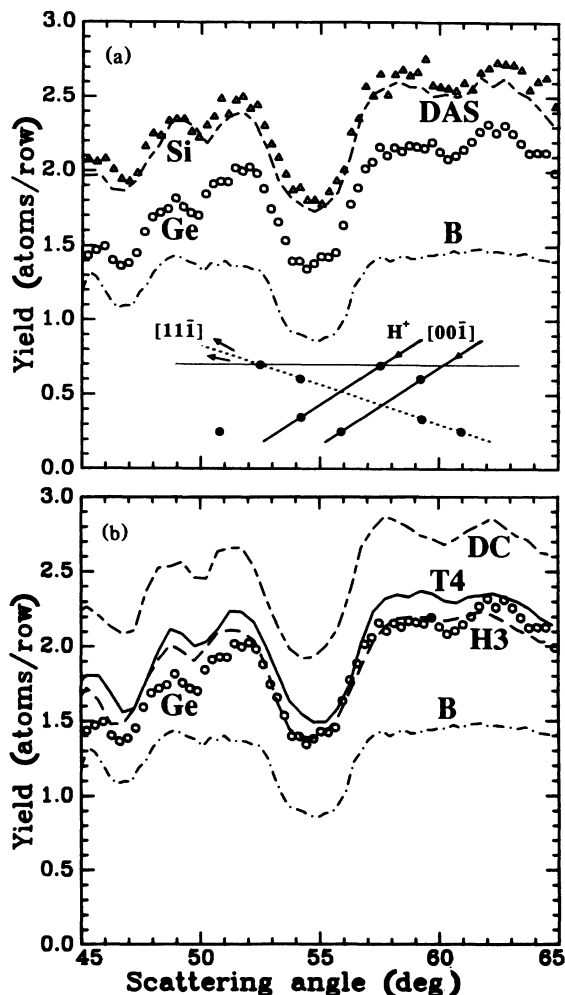 3.0
(a)
2.5
DAS
Si
2.0
Ge
1.5
B
1.0
[111̄] H⁺ [001̄]
0.5
0.0
Yield (atoms/row)
3.0
(b)
DC
2.5
T4
2.0
H3
Ge
1.5
B
1.0
0.5
0.0
Yield (atoms/row)
45 50 55 60 65
Scattering angle (deg)